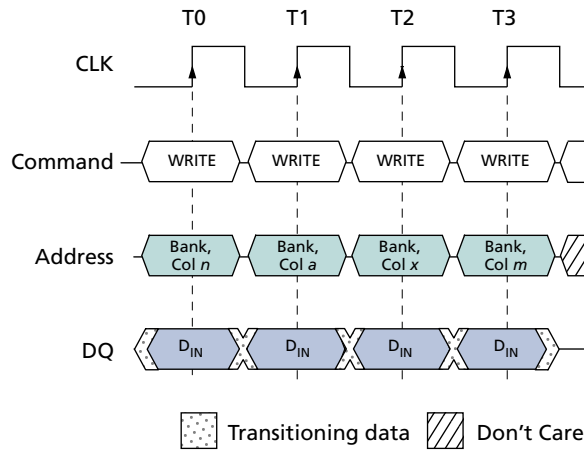 T0 T1 T2 T3
CLK
Command WRITE WRITE WRITE WRITE
Address Bank, Col n Bank, Col a Bank, Col x Bank, Col m
DQ DIN DIN DIN DIN
Transitioning data Don't Care